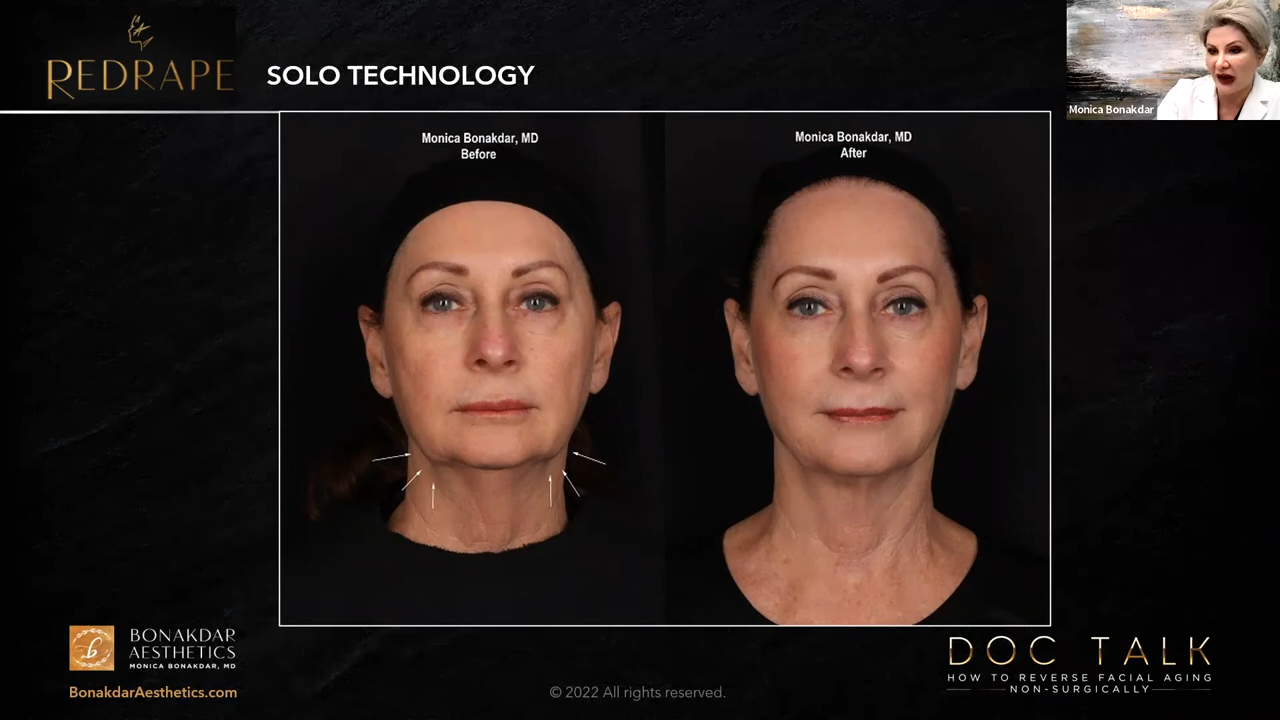 REDRAPE
SOLO TECHNOLOGY
Monica Bonakdar
Monica Bonakdar, MD
Before
Monica Bonakdar, MD
After
BONAKDAR
AESTHETICS
MONICA BONAKDAR, MD
BonakdarAesthetics.com
© 2022 All rights reserved.
DOC TALK
HOW TO REVERSE FACIAL AGING
NON-SURGICALLY